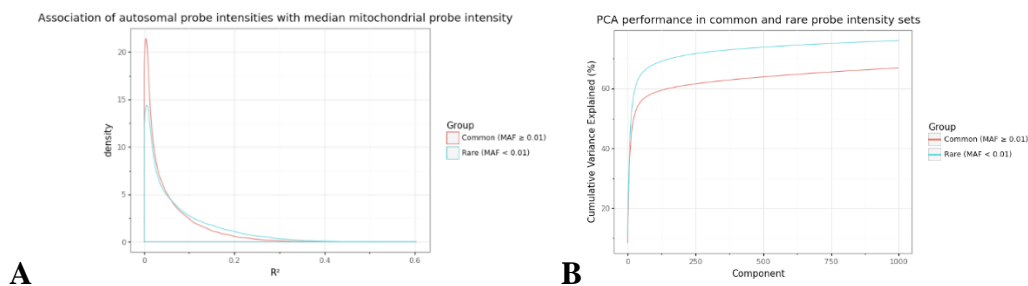 Association of autosomal probe intensities with median mitochondrial probe intensity
20
15
10
5
0
density
0
0.2
0.4
0.6
R²
Group
Common (MAF ≥ 0.01)
Rare (MAF < 0.01)
A
PCA performance in common and rare probe intensity sets
60
40
20
Cumulative Variance Explained (%)
0
250
500
750
1000
Component
Group
Common (MAF ≥ 0.01)
Rare (MAF < 0.01)
B